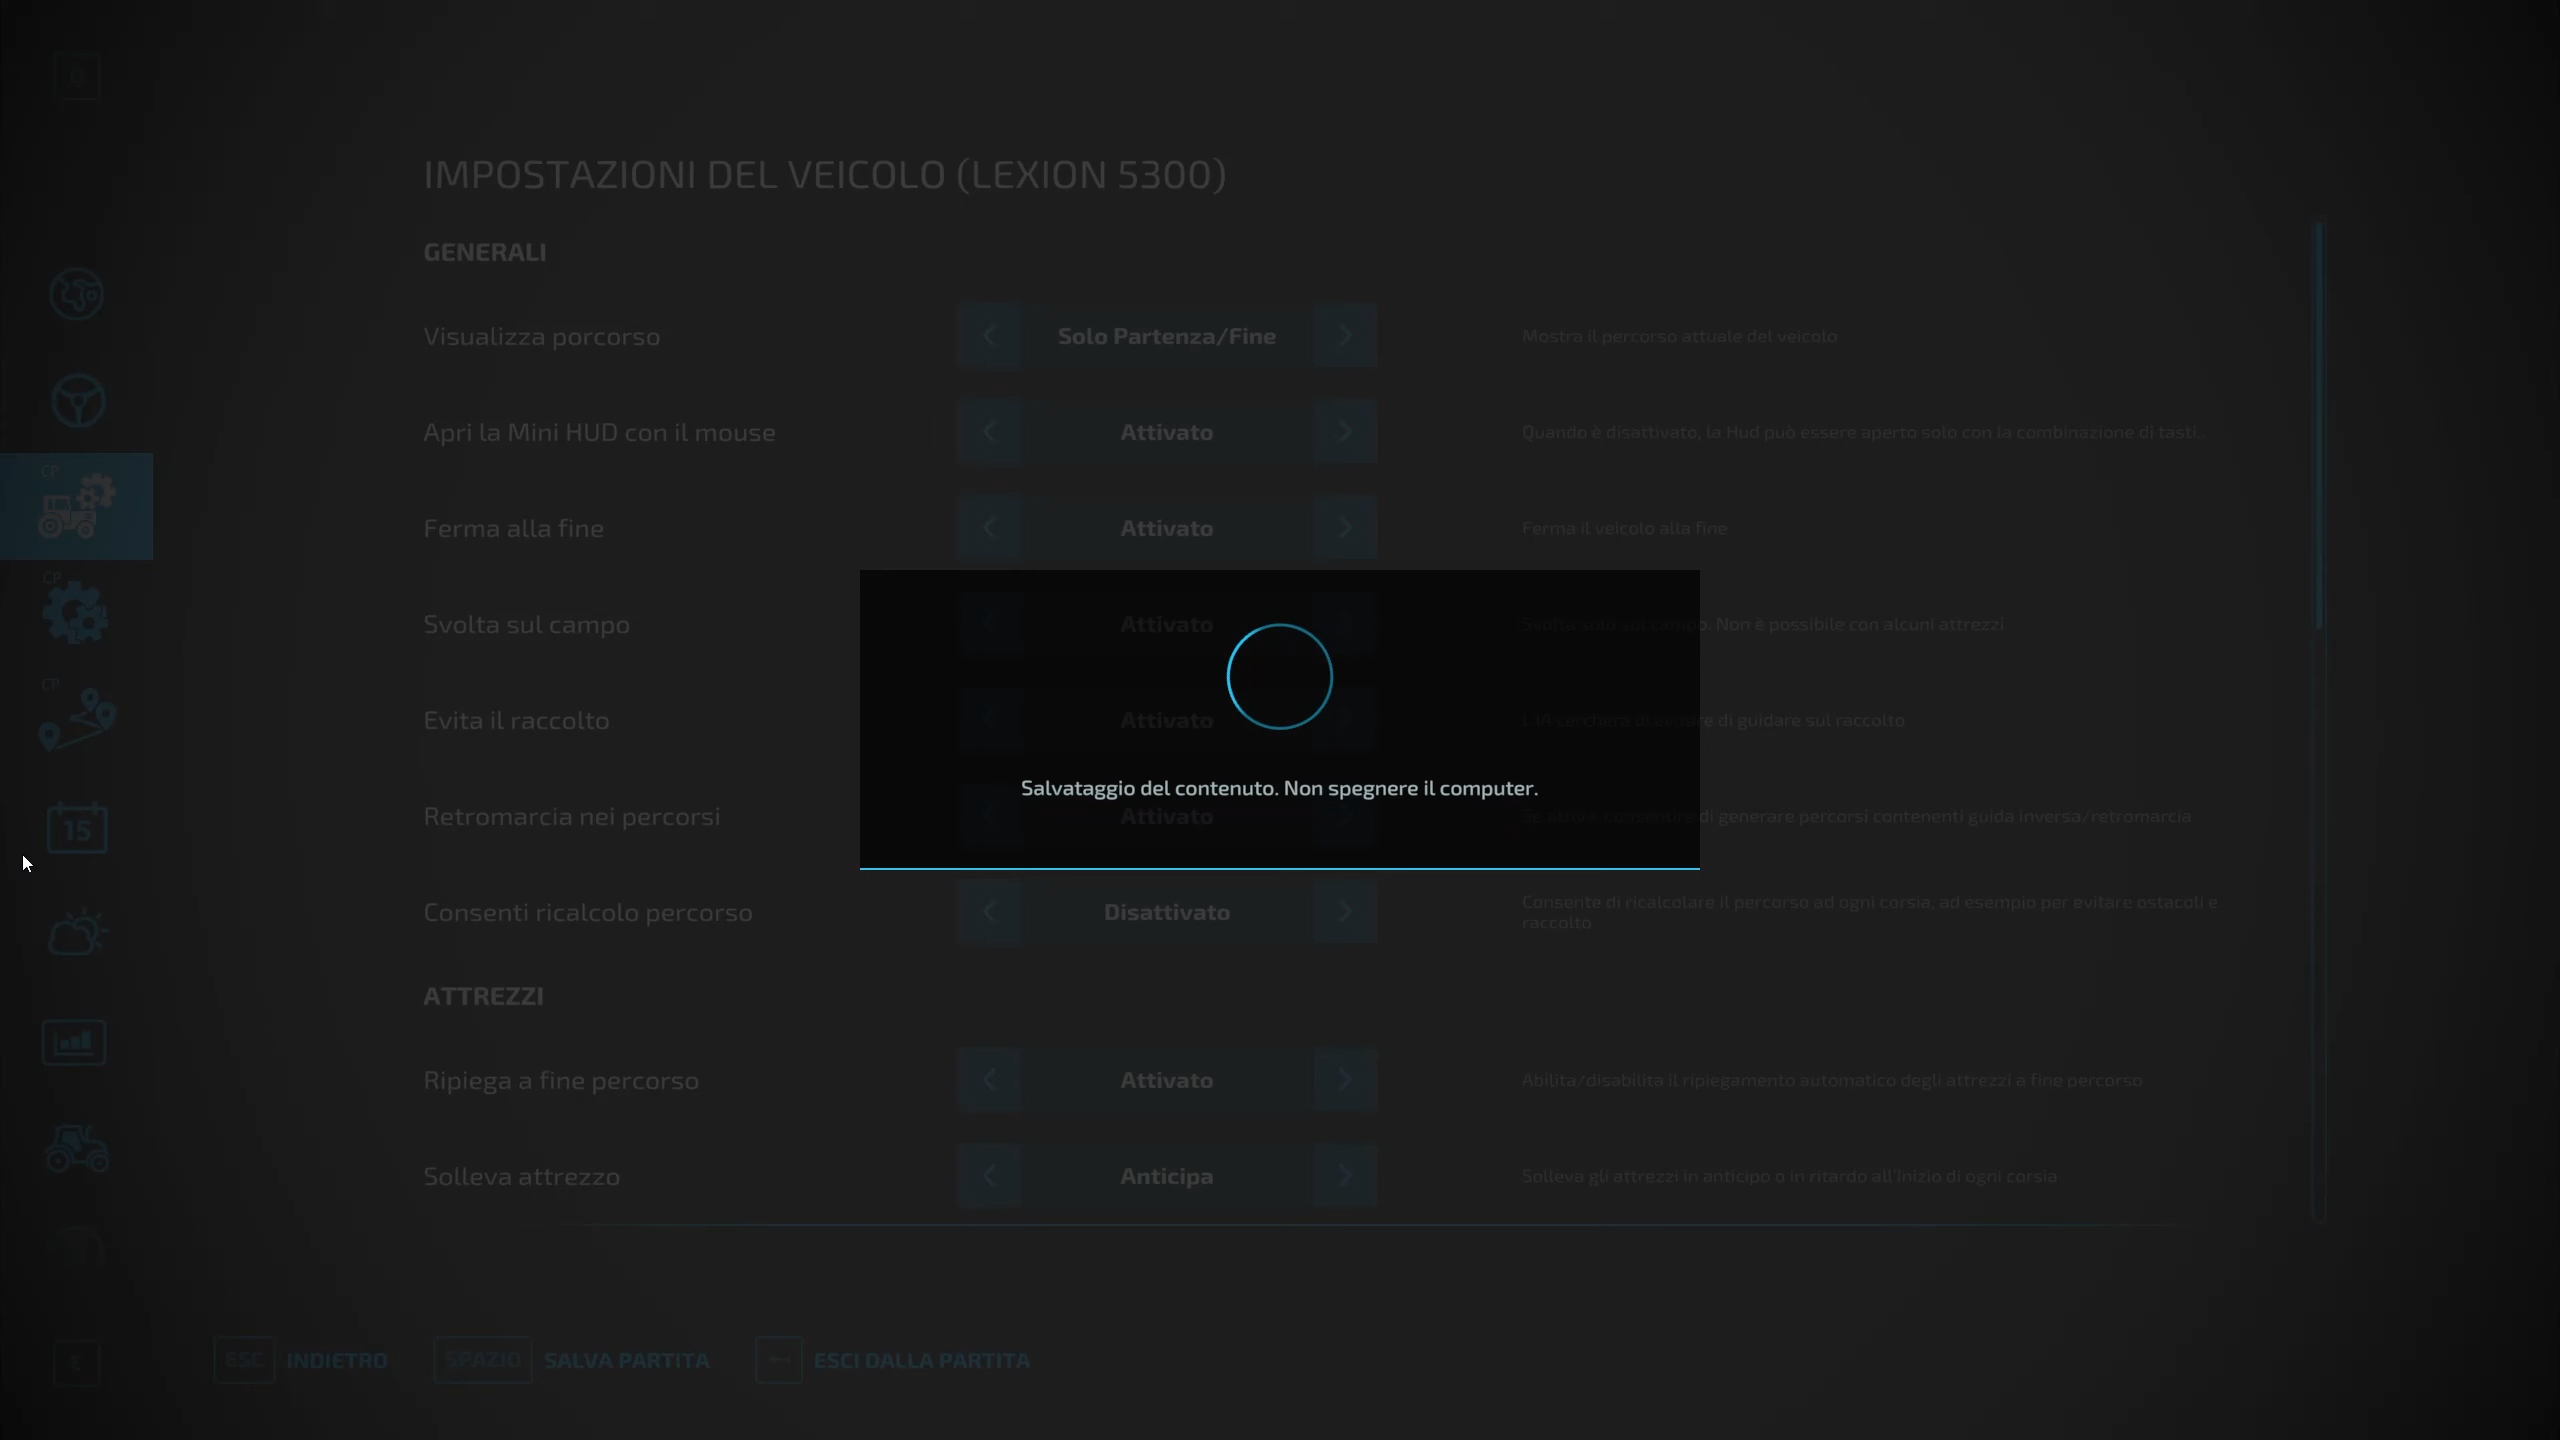 IMPOSTAZIONI DEL VEICOLO (LEXION 5300)
GENERALI
Visualizza porcorso
Solo Partenza/Fine
Mostra il percorso attuale del veicolo
Apri la Mini HUD con il mouse
Attivato
Quando è disattivato, la Hud può essere aperto solo con la combinazione di tasti..
CP
Ferma alla fine
Attivato
Ferma il veicolo alla fine
CP
Svolta sul campo
Attivato
Svolta solo sul campo. Non è possibile con alcuni attrezzi
CP
Evita il raccolto
Attivato
di guidare sul raccolto
Salvataggio del contenuto. Non spegnere il computer.
15
Retromarcia nei percorsi
Attivato
di generare percorsi contenenti guida inversa/retromarcia
Consenti ricalcolo percorso
Disattivato
Consente di ricalcolare il percorso ad ogni corsia, ad esempio per evitare ostacoli e
raccolto
ATTREZZI
Ripiega a fine percorso
Attivato
Abilita/disabilita il ripiegamento automatico degli attrezzi a fine percorso
Solleva attrezzo
Anticipa
Solleva gli attrezzi in anticipo o in ritardo all'inizio di ogni corsia
ESC INDIETRO
SPAZIO SALVA PARTITA
ESCI DALLA PARTITA